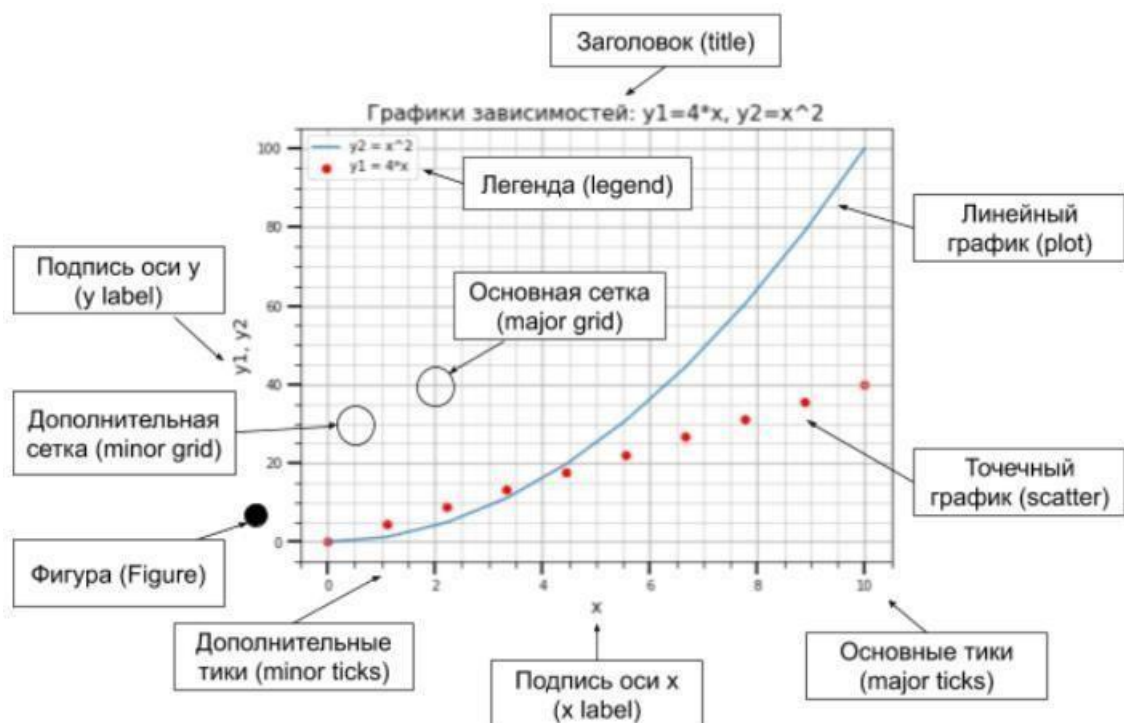 Заголовок (title)
Графики зависимостей: y1=4*x, y2=x^2
y2 = x^2
y1 = 4*x
Легенда (legend)
Линейный
график (plot)
Подпись оси y
(y label)
Основная сетка
(major grid)
y1, y2
Дополнительная
сетка (minor grid)
Точечный
график (scatter)
Фигура (Figure)
100
80
60
40
20
0
0 2 4 6 8 10
x
Дополнительные
тики (minor ticks)
Подпись оси x
(x label)
Основные тики
(major ticks)